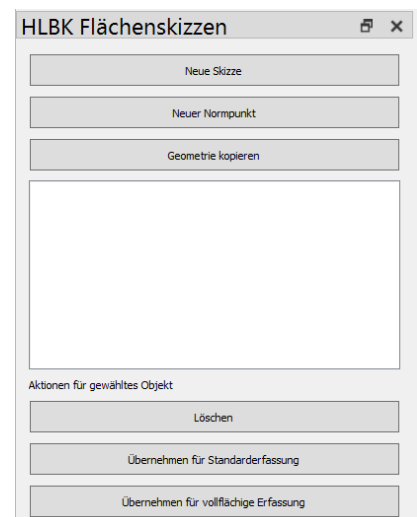 HLBK Flächenskizzen
Neue Skizze
Neuer Normpunkt
Geometrie kopieren
Aktionen für gewähltes Objekt
Löschen
Übernehmen für Standarderfassung
Übernehmen für vollflächige Erfassung